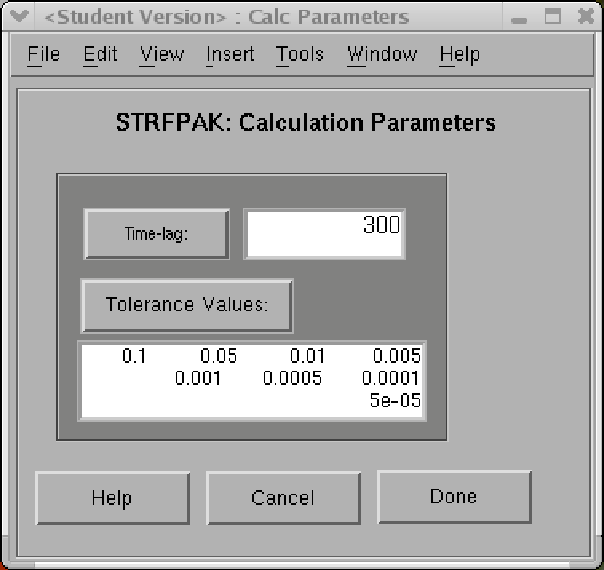 <Student Version> : Calc Parameters
File Edit View Insert Tools Window Help
STRFPAK: Calculation Parameters
Time-lag: 300
Tolerance Values:
0.1 0.05 0.01 0.005
0.001 0.0005 0.0001
5e-05
Help Cancel Done